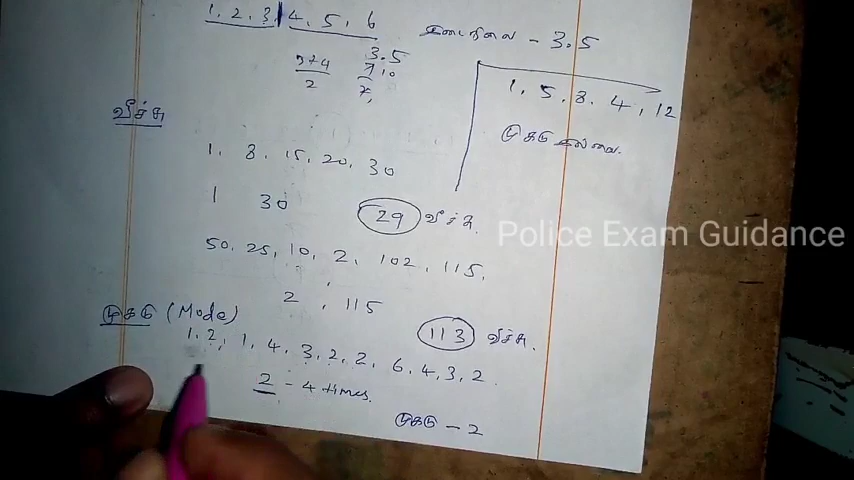 1, 2, 3, 4, 5, 6
இடைநிலை - 3.5
3+4
2
3.5
7 10
2
1, 5, 8, 4, 12
முகடு இல்லை.
வீச்சு
1, 8, 15, 20, 30
1 30
29 வீச்சு.
50, 25, 10, 2, 102, 115.
2, 115
113 வீச்சு.
Police Exam Guidance
முகடு (Mode)
1, 2, 1, 4, 3, 2, 2, 6, 4, 3, 2.
2 - 4 times.
முகடு - 2